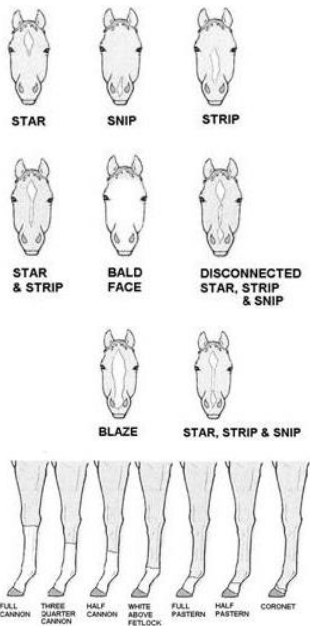 STAR
SNIP
STRIP
STAR
& STRIP
BALD
FACE
DISCONNECTED
STAR, STRIP
& SNIP
BLAZE
STAR, STRIP & SNIP
FULL
CANNON
THREE
QUARTER
CANNON
HALF
CANNON
WHITE
ABOVE
FETLOCK
FULL
PASTERN
HALF
PASTERN
CORONET